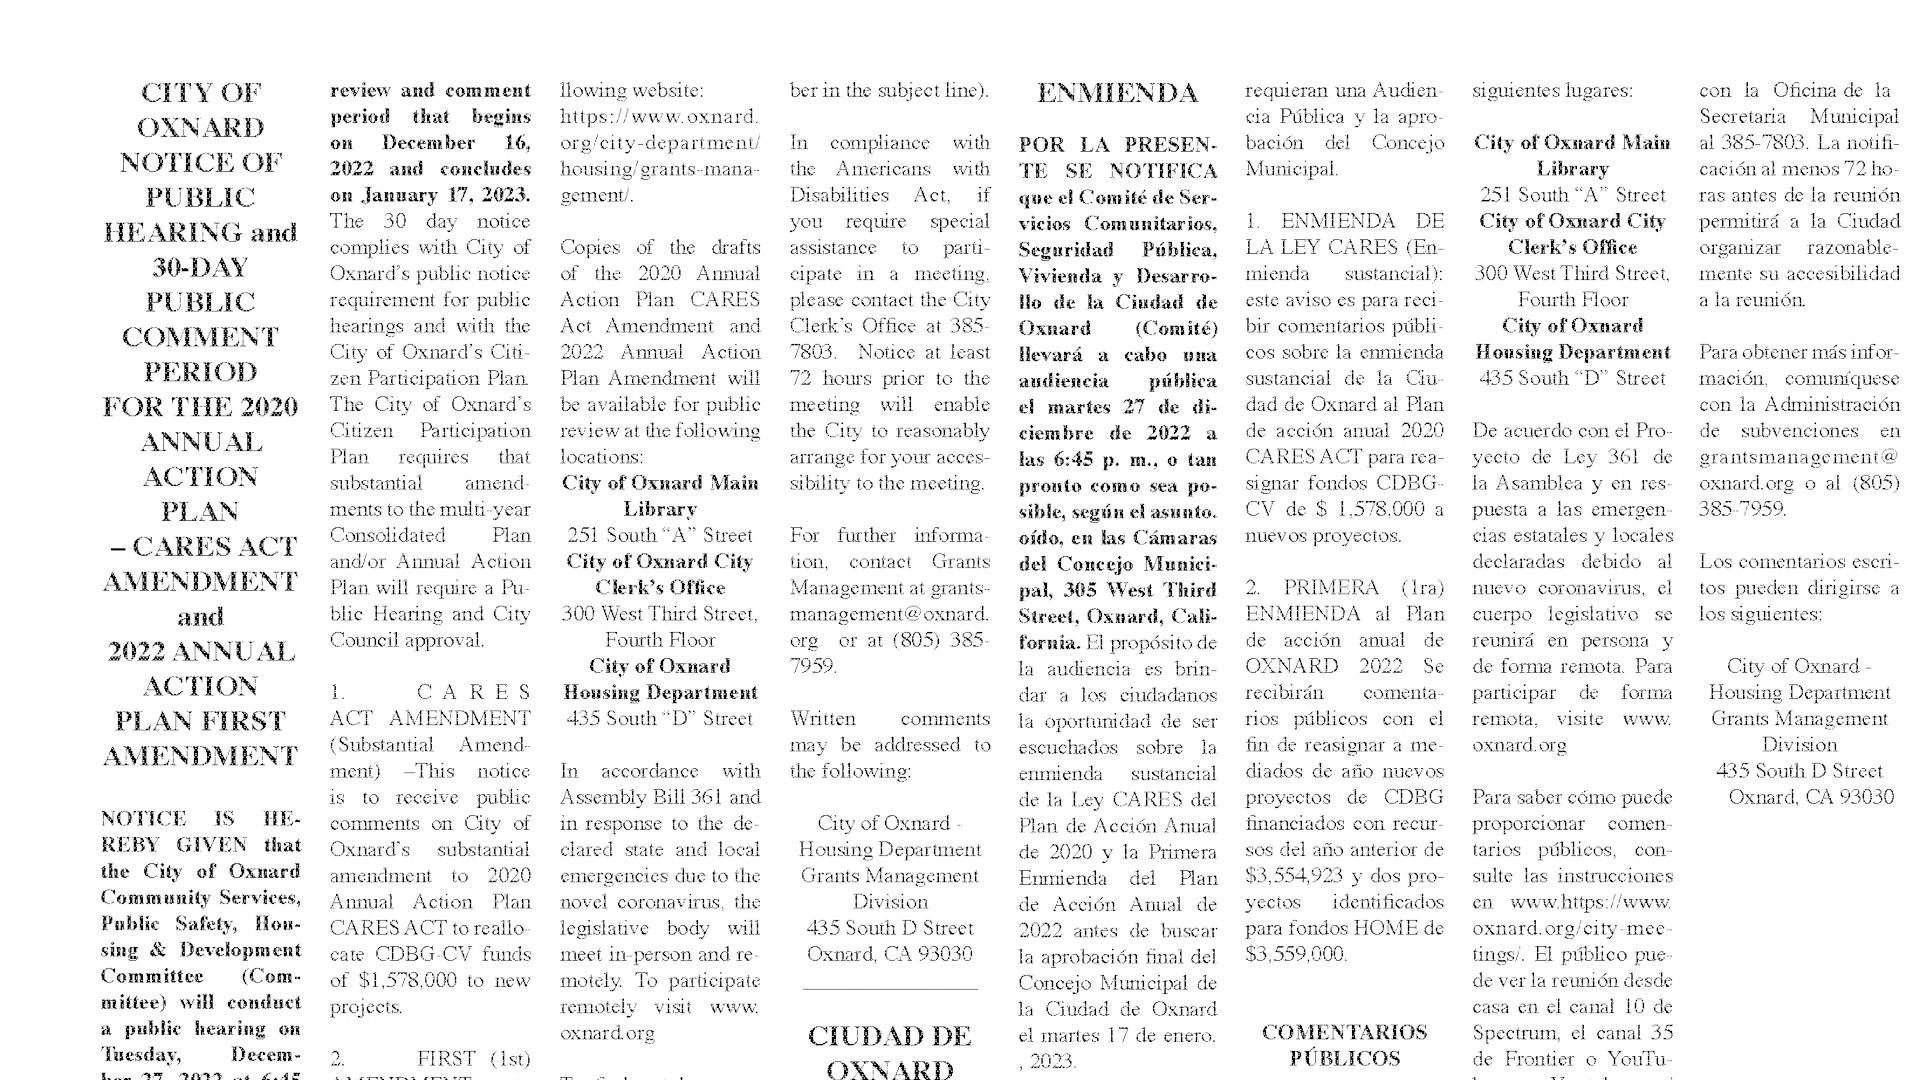 CITY OF
OXNARD
NOTICE OF
PUBLIC
HEARING and
30-DAY
PUBLIC
COMMENT
PERIOD
FOR THE 2020
ANNUAL
ACTION
PLAN
– CARES ACT
AMENDMENT
and
2022 ANNUAL
ACTION
PLAN FIRST
AMENDMENT
NOTICE IS HE-
REBY GIVEN that
the City of Oxnard
Community Services,
Public Safety, Hou-
sing & Development
Committee (Com-
mittee) will conduct
a public hearing on
Tuesday, Decem-
ber 27, 2022 at 6:45
review and comment
period that begins
on December 16,
2022 and concludes
on January 17, 2023.
The 30 day notice
complies with City of
Oxnard's public notice
requirement for public
hearings and with the
City of Oxnard's Citi-
zen Participation Plan.
The City of Oxnard's
Citizen Participation
Plan requires that
substantial amend-
ments to the multi-year
Consolidated Plan
and/or Annual Action
Plan will require a Pu-
blic Hearing and City
Council approval.
1. CARES
ACT AMENDMENT
(Substantial Amend-
ment) –This notice
is to receive public
comments on City of
Oxnard's substantial
amendment to 2020
Annual Action Plan
CARES ACT to reallo-
cate CDBG-CV funds
of $1,578,000 to new
projects.
2. FIRST (1st)
llowing website:
https://www.oxnard.
org/city-department/
housing/grants-mana-
gement/.
Copies of the drafts
of the 2020 Annual
Action Plan CARES
Act Amendment and
2022 Annual Action
Plan Amendment will
be available for public
review at the following
locations:
City of Oxnard Main
Library
251 South "A" Street
City of Oxnard City
Clerk's Office
300 West Third Street,
Fourth Floor
City of Oxnard
Housing Department
435 South "D" Street
In accordance with
Assembly Bill 361 and
in response to the de-
clared state and local
emergencies due to the
novel coronavirus, the
legislative body will
meet in-person and re-
motely. To participate
remotely visit www.
oxnard.org
ber in the subject line).
In compliance with
the Americans with
Disabilities Act, if
you require special
assistance to parti-
cipate in a meeting,
please contact the City
Clerk's Office at 385-
7803. Notice at least
72 hours prior to the
meeting will enable
the City to reasonably
arrange for your acces-
sibility to the meeting.
For further informa-
tion, contact Grants
Management at grants-
management@oxnard.
org or at (805) 385-
7959.
Written comments
may be addressed to
the following:
City of Oxnard -
Housing Department
Grants Management
Division
435 South D Street
Oxnard, CA 93030
CIUDAD DE
OXNARD
ENMIENDA
POR LA PRESEN-
TE SE NOTIFICA
que el Comité de Ser-
vicios Comunitarios,
Seguridad Pública,
Vivienda y Desarro-
llo de la Ciudad de
Oxnard (Comité)
llevará a cabo una
audiencia pública
el martes 27 de di-
ciembre de 2022 a
las 6:45 p. m., o tan
pronto como sea po-
sible, según el asunto.
oído, en las Cámaras
del Concejo Munici-
pal, 305 West Third
Street, Oxnard, Cali-
fornia. El propósito de
la audiencia es brin-
dar a los ciudadanos
la oportunidad de ser
escuchados sobre la
enmienda sustancial
de la Ley CARES del
Plan de Acción Anual
de 2020 y la Primera
Enmienda del Plan
de Acción Anual de
2022 antes de buscar
la aprobación final del
Concejo Municipal de
la Ciudad de Oxnard
el martes 17 de enero.
, 2023.
requieran una Audien-
cia Pública y la apro-
bación del Concejo
Municipal.
1. ENMIENDA DE
LA LEY CARES (En-
mienda sustancial):
este aviso es para reci-
bir comentarios públi-
cos sobre la enmienda
sustancial de la Ciu-
dad de Oxnard al Plan
de acción anual 2020
CARES ACT para rea-
signar fondos CDBG-
CV de $ 1,578,000 a
nuevos proyectos.
2. PRIMERA (1ra)
ENMIENDA al Plan
de acción anual de
OXNARD 2022 Se
recibirán comenta-
rios públicos con el
fin de reasignar a me-
diados de año nuevos
proyectos de CDBG
financiados con recur-
sos del año anterior de
$3,554,923 y dos pro-
yectos identificados
para fondos HOME de
$3,559,000.
COMENTARIOS
PÚBLICOS
siguientes lugares:
City of Oxnard Main
Library
251 South "A" Street
City of Oxnard City
Clerk's Office
300 West Third Street,
Fourth Floor
City of Oxnard
Housing Department
435 South "D" Street
De acuerdo con el Pro-
yecto de Ley 361 de
la Asamblea y en res-
puesta a las emergen-
cias estatales y locales
declaradas debido al
nuevo coronavirus, el
cuerpo legislativo se
reunirá en persona y
de forma remota. Para
participar de forma
remota, visite www.
oxnard.org
Para saber cómo puede
proporcionar comen-
tarios públicos, con-
sulte las instrucciones
en www.https://www.
oxnard.org/city-mee-
tings/. El público pue-
de ver la reunión desde
casa en el canal 10 de
Spectrum, el canal 35
de Frontier o YouTu-
con la Oficina de la
Secretaria Municipal
al 385-7803. La notifi-
cación al menos 72 ho-
ras antes de la reunión
permitirá a la Ciudad
organizar razonable-
mente su accesibilidad
a la reunión.
Para obtener más infor-
mación, comuníquese
con la Administración
de subvenciones en
grantsmanagement@
oxnard.org o al (805)
385-7959.
Los comentarios escri-
tos pueden dirigirse a
los siguientes:
City of Oxnard -
Housing Department
Grants Management
Division
435 South D Street
Oxnard, CA 93030